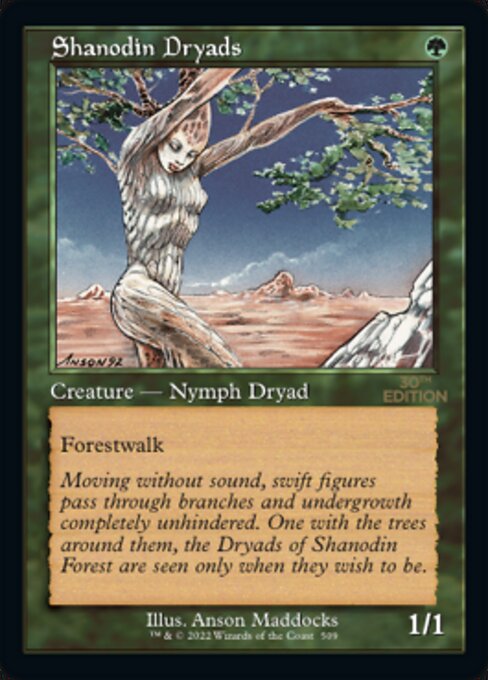 Shanodin Dryads
ANSON 92
Creature — Nymph Dryad
30TH
EDITION
Forestwalk
Moving without sound, swift figures
pass through branches and undergrowth
completely unhindered. One with the trees
around them, the Dryads of Shanodin
Forest are seen only when they wish to be.
Illus. Anson Maddocks
™ & © 2022 Wizards of the Coast 509
1/1